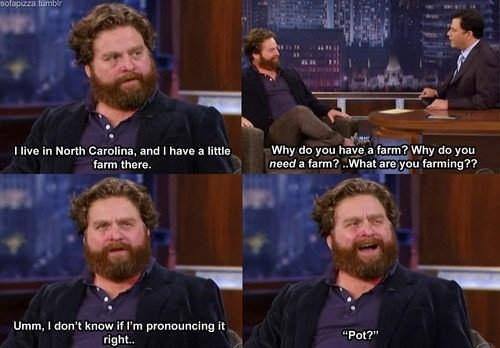 sofapizza.tumblr
I live in North Carolina, and I have a little
farm there.
Why do you have a farm? Why do you
need a farm? ..What are you farming??
Umm, I don't know if I'm pronouncing it
right..
"Pot?"